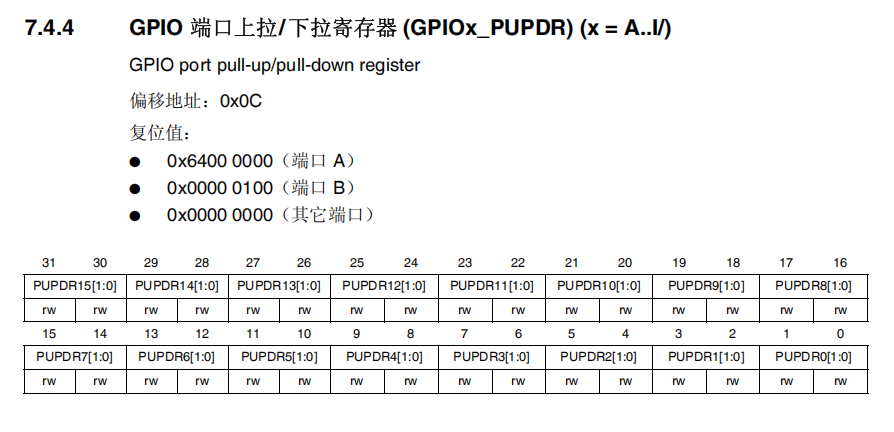 7.4.4 GPIO 端口上拉/下拉寄存器 (GPIOx_PUPDR) (x = A..I/)
GPIO port pull-up/pull-down register
偏移地址：0x0C
复位值：
● 0x6400 0000（端口 A）
● 0x0000 0100（端口 B）
● 0x0000 0000（其它端口）
31 30 29 28 27 26 25 24 23 22 21 20 19 18 17 16
PUPDR15[1:0] PUPDR14[1:0] PUPDR13[1:0] PUPDR12[1:0] PUPDR11[1:0] PUPDR10[1:0] PUPDR9[1:0] PUPDR8[1:0]
rw rw rw rw rw rw rw rw rw rw rw rw rw rw rw rw
15 14 13 12 11 10 9 8 7 6 5 4 3 2 1 0
PUPDR7[1:0] PUPDR6[1:0] PUPDR5[1:0] PUPDR4[1:0] PUPDR3[1:0] PUPDR2[1:0] PUPDR1[1:0] PUPDR0[1:0]
rw rw rw rw rw rw rw rw rw rw rw rw rw rw rw rw